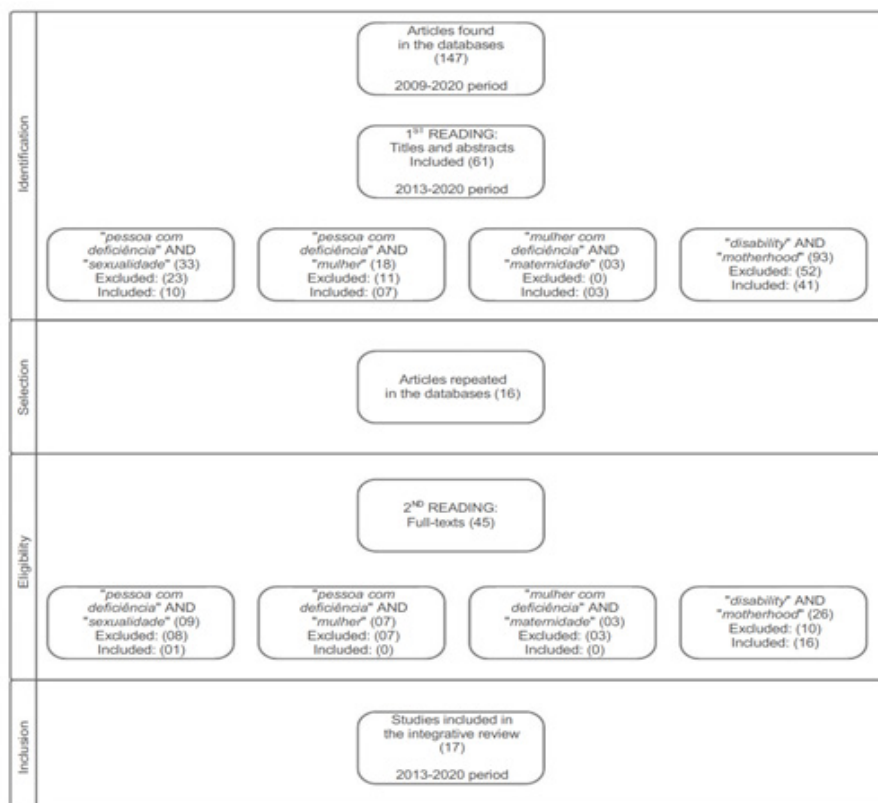 Identification
Articles found
in the databases
(147)
2009-2020 period
1st READING:
Titles and abstracts
Included (61)
2013-2020 period
"pessoa com
deficiência" AND
"sexualidade" (33)
Excluded: (23)
Included: (10)
"pessoa com
deficiência" AND
"mulher" (18)
Excluded: (11)
Included: (07)
"mulher com
deficiência" AND
"maternidade" (03)
Excluded: (0)
Included: (03)
"disability" AND
"motherhood" (93)
Excluded: (52)
Included: (41)
Selection
Articles repeated
in the databases (16)
Eligibility
2ND READING:
Full-texts (45)
"pessoa com
deficiência" AND
"sexualidade" (09)
Excluded: (08)
Included: (01)
"pessoa com
deficiência" AND
"mulher" (07)
Excluded: (07)
Included: (0)
"mulher com
deficiência" AND
"maternidade" (03)
Excluded: (03)
Included: (0)
"disability" AND
"motherhood" (26)
Excluded: (10)
Included: (16)
Inclusion
Studies included in
the integrative review
(17)
2013-2020 period